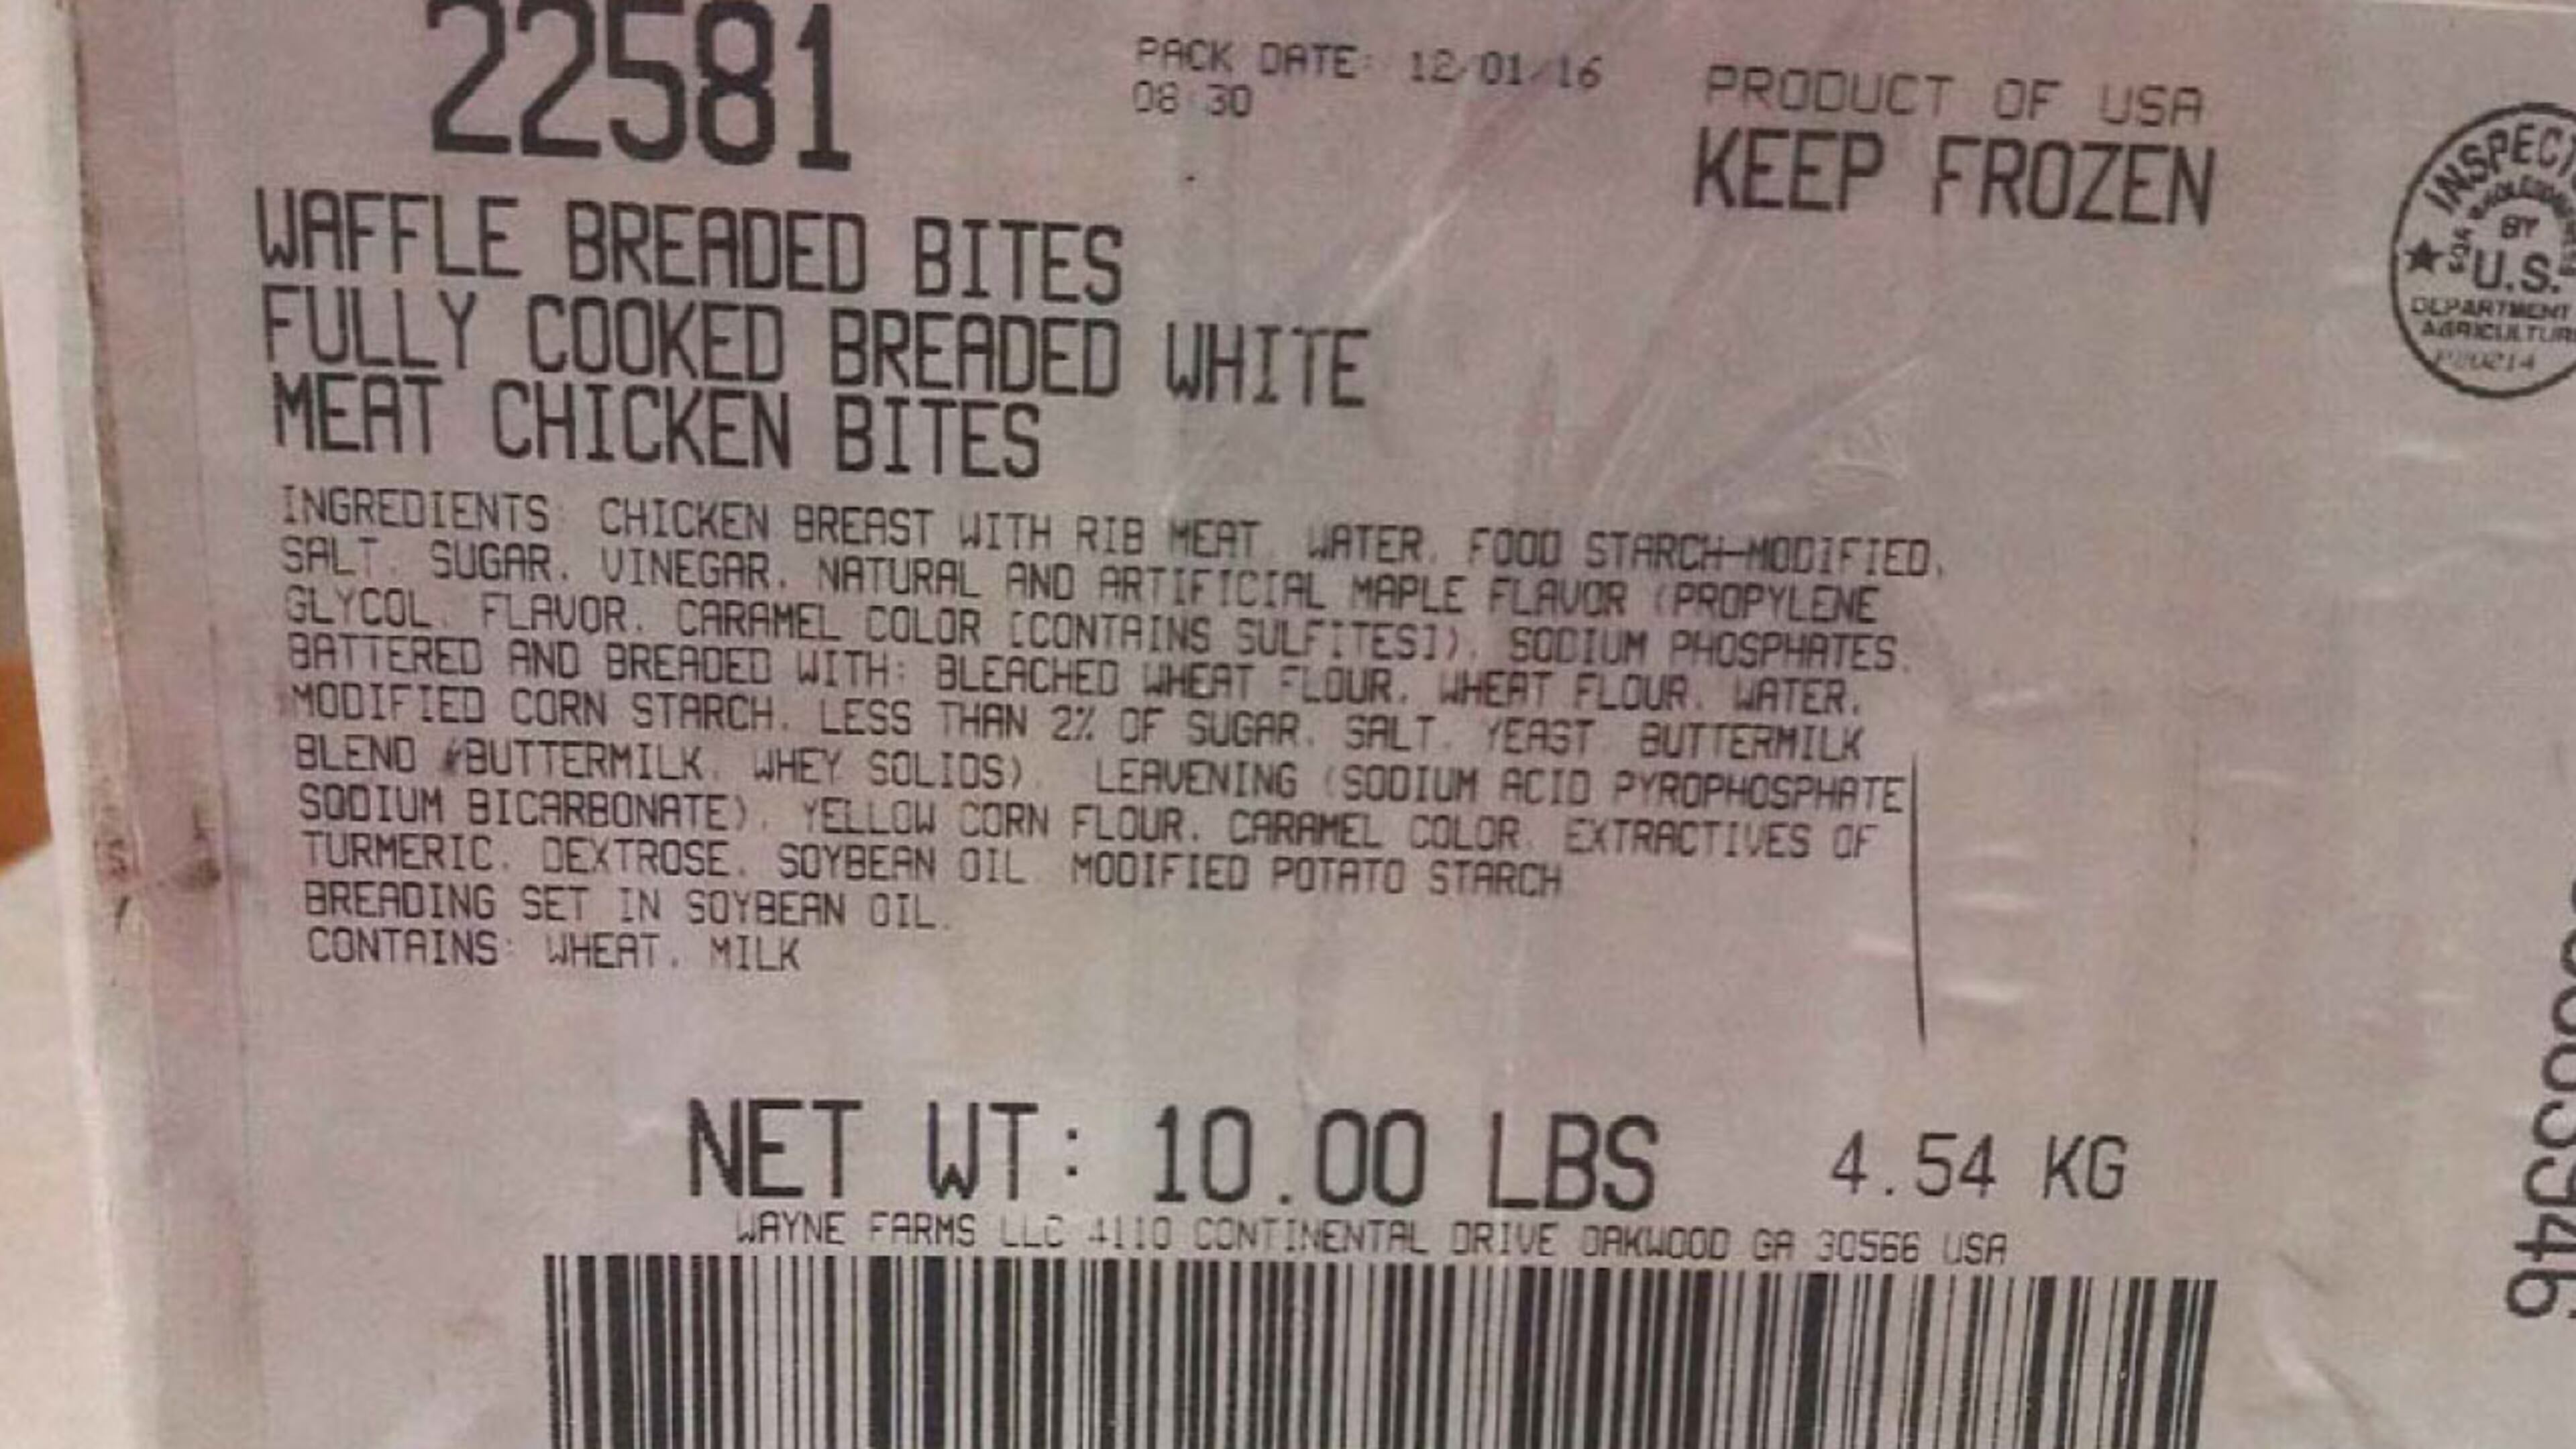 22581
PACK DATE: 12/01/16
08:30
PRODUCT OF USA
KEEP FROZEN
WAFFLE BREADED BITES
FULLY COOKED BREADED WHITE
MEAT CHICKEN BITES
INGREDIENTS: CHICKEN BREAST WITH RIB MEAT, WATER, FOOD STARCH-MODIFIED,
SALT, SUGAR, VINEGAR, NATURAL AND ARTIFICIAL MAPLE FLAVOR (PROPYLENE
GLYCOL, FLAVOR, CARAMEL COLOR [CONTAINS SULFITES]), SODIUM PHOSPHATES.
BATTERED AND BREADED WITH: BLEACHED WHEAT FLOUR, WHEAT FLOUR, WATER,
MODIFIED CORN STARCH, LESS THAN 2% OF SUGAR, SALT, YEAST, BUTTERMILK
BLEND (BUTTERMILK, WHEY SOLIDS), LEAVENING (SODIUM ACID PYROPHOSPHATE
SODIUM BICARBONATE), YELLOW CORN FLOUR, CARAMEL COLOR, EXTRACTIVES OF
TURMERIC, DEXTROSE, SOYBEAN OIL, MODIFIED POTATO STARCH
BREADING SET IN SOYBEAN OIL.
CONTAINS: WHEAT, MILK
NET WT: 10.00 LBS 4.54 KG
WAYNE FARMS LLC 4110 CONTINENTAL DRIVE OAKWOOD GA 30566 USA
BY
U.S.
DEPARTMENT